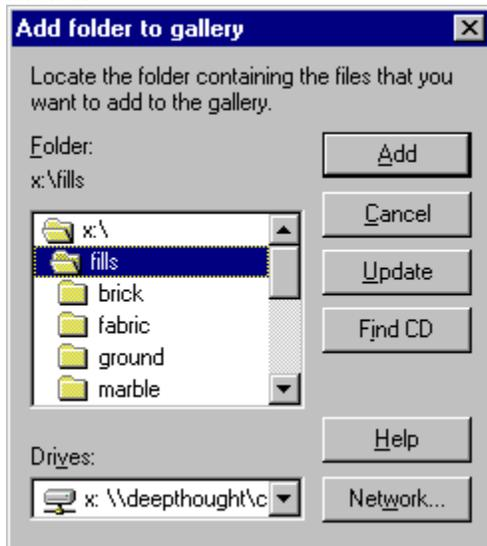 Add folder to gallery
Locate the folder containing the files that you
want to add to the gallery.
Folder:
x:\fills
x:\
fills
brick
fabric
ground
marble
Drives:
x: \\deepthought\c
Add
Cancel
Update
Find CD
Help
Network...